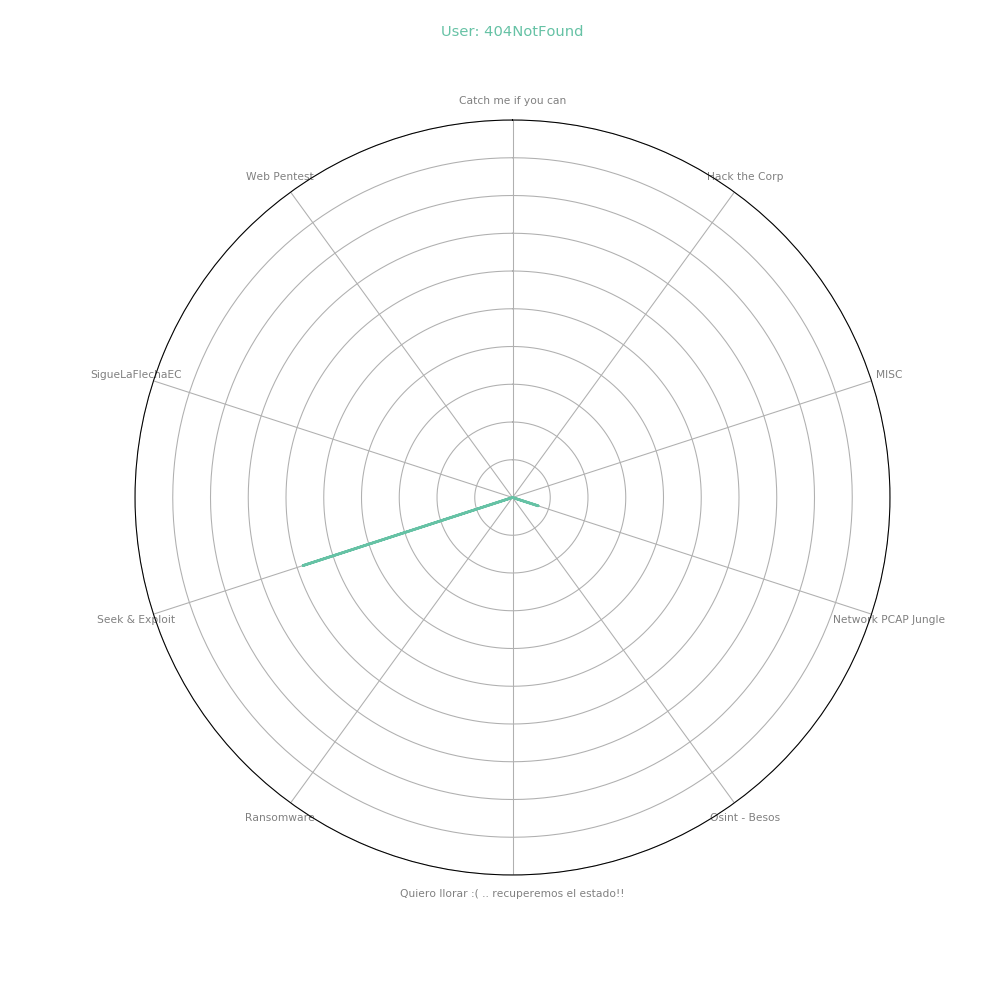 User: 404NotFound
Catch me if you can
Web Pentest
Hack the Corp
SigueLaFlechaEC
MISC
Seek & Exploit
Network PCAP Jungle
Ransomware
Osint - Besos
Quiero llorar :( .. recuperemos el estado!!